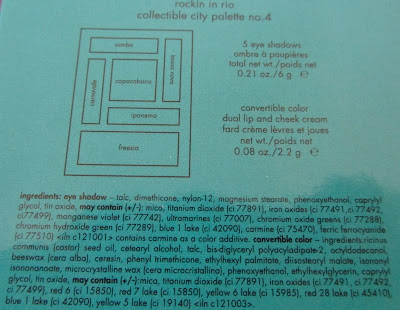 rockin in rio
collectible city palette no.4
samba
carnivale
copacabana
bossa nova
ipanema
freesia
5 eye shadows
ombre à paupières
total net wt./poids net
0.21 oz./6 g ℮
convertible color
dual lip and cheek cream
fard crème lèvres et joues
net wt./poids net
0.08 oz./2.2 g ℮
ingredients: eye shadow – talc, dimethicone, nylon-12, magnesium stearate, phenoxyethanol, caprylyl
glycol, tin oxide, may contain (+/-): mica, titanium dioxide (ci 77891), iron oxides (ci 77491,ci 77492,
ci77499), manganese violet (ci 77742), ultramarines (ci 77007), chromium oxide greens (ci 77288),
chromium hydroxide green (ci 77289), blue 1 lake (ci 42090), carmine (ci 75470), ferric ferrocyanide
(ci 77510) <iln c121001> contains carmine as a color additive. convertible color – ingredients:ricinus
communis (castor) seed oil, cetearyl alcohol, talc, bis-diglyceryl polyacyladipate-2, octyldodecanol,
beeswax (cera alba), ceresin, phenyl trimethicone, ethylhexyl palmitate, diisostearyl malate, isononyl
isononanoate, microcrystalline wax (cera microcristallina), phenoxyethanol, ethylhexylglycerin, caprylyl
glycol, tin oxide, may contain (+/-): mica, titanium dioxide (ci 77891), iron oxides (ci 77491, ci 77492,
ci 77499), red 6 (ci 15850), red 7 lake (ci 15850), yellow 6 lake (ci 15985), red 28 lake (ci 45410),
blue 1 lake (ci 42090), yellow 5 lake (ci 19140) <iln c121003>.